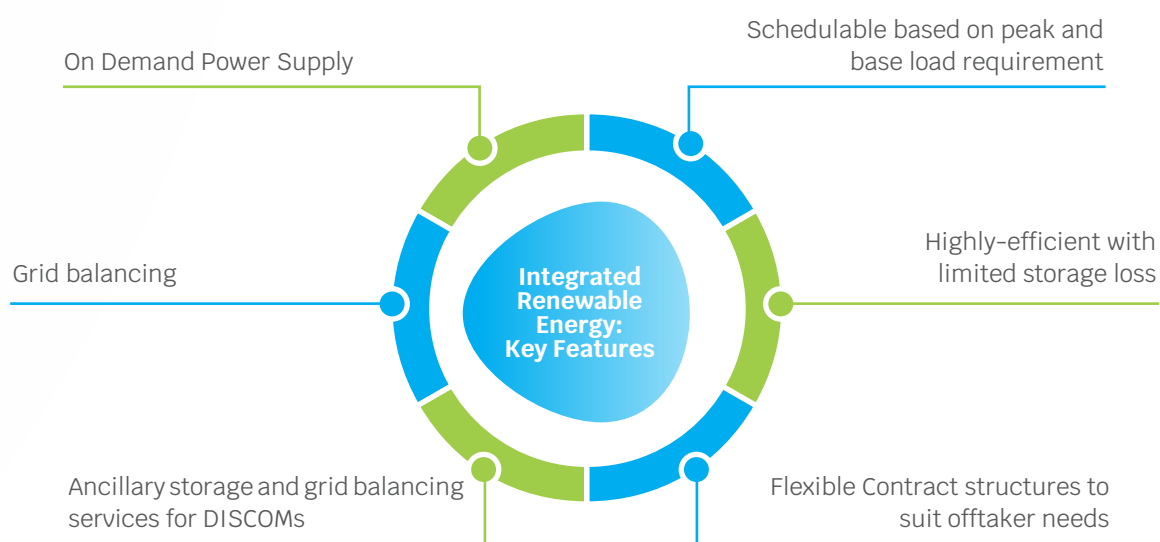 On Demand Power Supply
Schedulable based on peak and
base load requirement
Grid balancing
Integrated
Renewable
Energy:
Key Features
Highly-efficient with
limited storage loss
Ancillary storage and grid balancing
services for DISCOMs
Flexible Contract structures to
suit offtaker needs